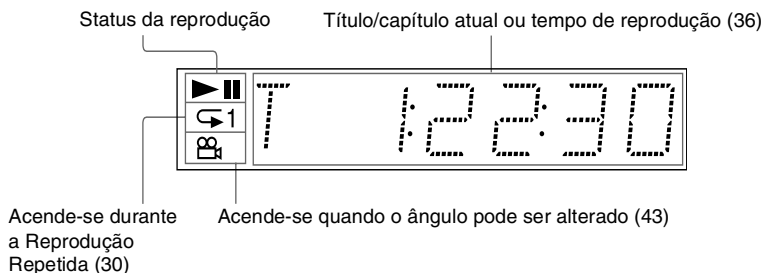 Status da reprodução
Título/capítulo atual ou tempo de reprodução (36)
T 1:22:30
1
Acende-se durante
a Reprodução
Repetida (30)
Acende-se quando o ângulo pode ser alterado (43)